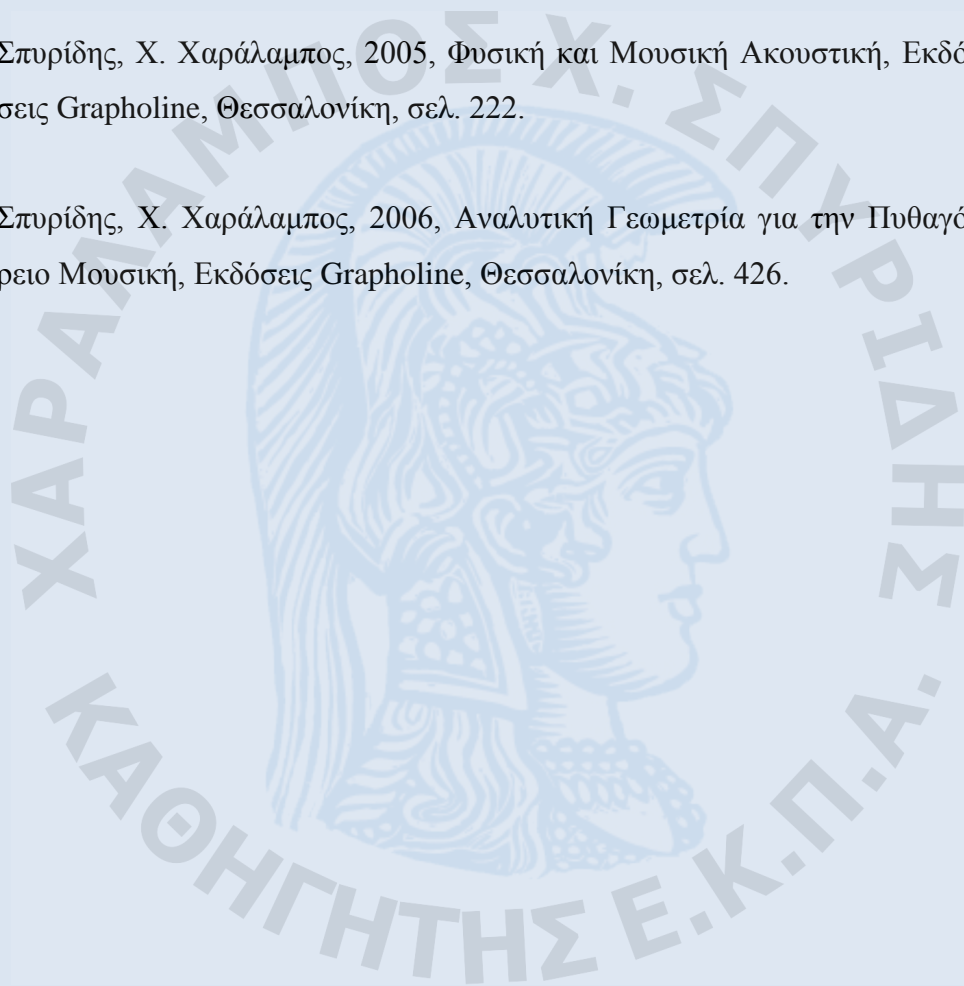 Σπυρίδης, Χ. Χαράλαμπος, 2005, Φυσική και Μουσική Ακουστική, Εκδό
σεις Grapholine, Θεσσαλονίκη, σελ. 222.
Σπυρίδης, Χ. Χαράλαμπος, 2006, Αναλυτική Γεωμετρία για την Πυθαγό
ρειο Μουσική, Εκδόσεις Grapholine, Θεσσαλονίκη, σελ. 426.
ΧΑΡΑΛΑΜΠΟΣ Χ. ΣΠΥΡΙΔΗΣ
ΚΑΘΗΓΗΤΗΣ Ε.Κ.Π.Α.